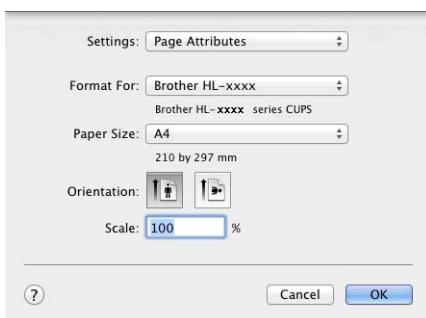 Settings: Page Attributes
Format For: Brother HL-xxxx
Brother HL-xxxx series CUPS
Paper Size: A4
210 by 297 mm
Orientation:
Scale: 100 %
? Cancel OK